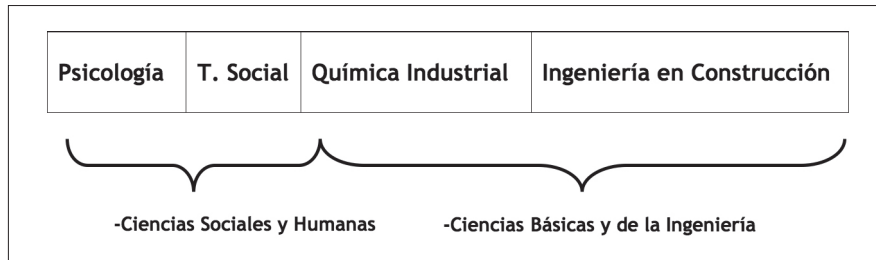 Psicología T. Social Química Industrial Ingeniería en Construcción
-Ciencias Sociales y Humanas -Ciencias Básicas y de la Ingeniería